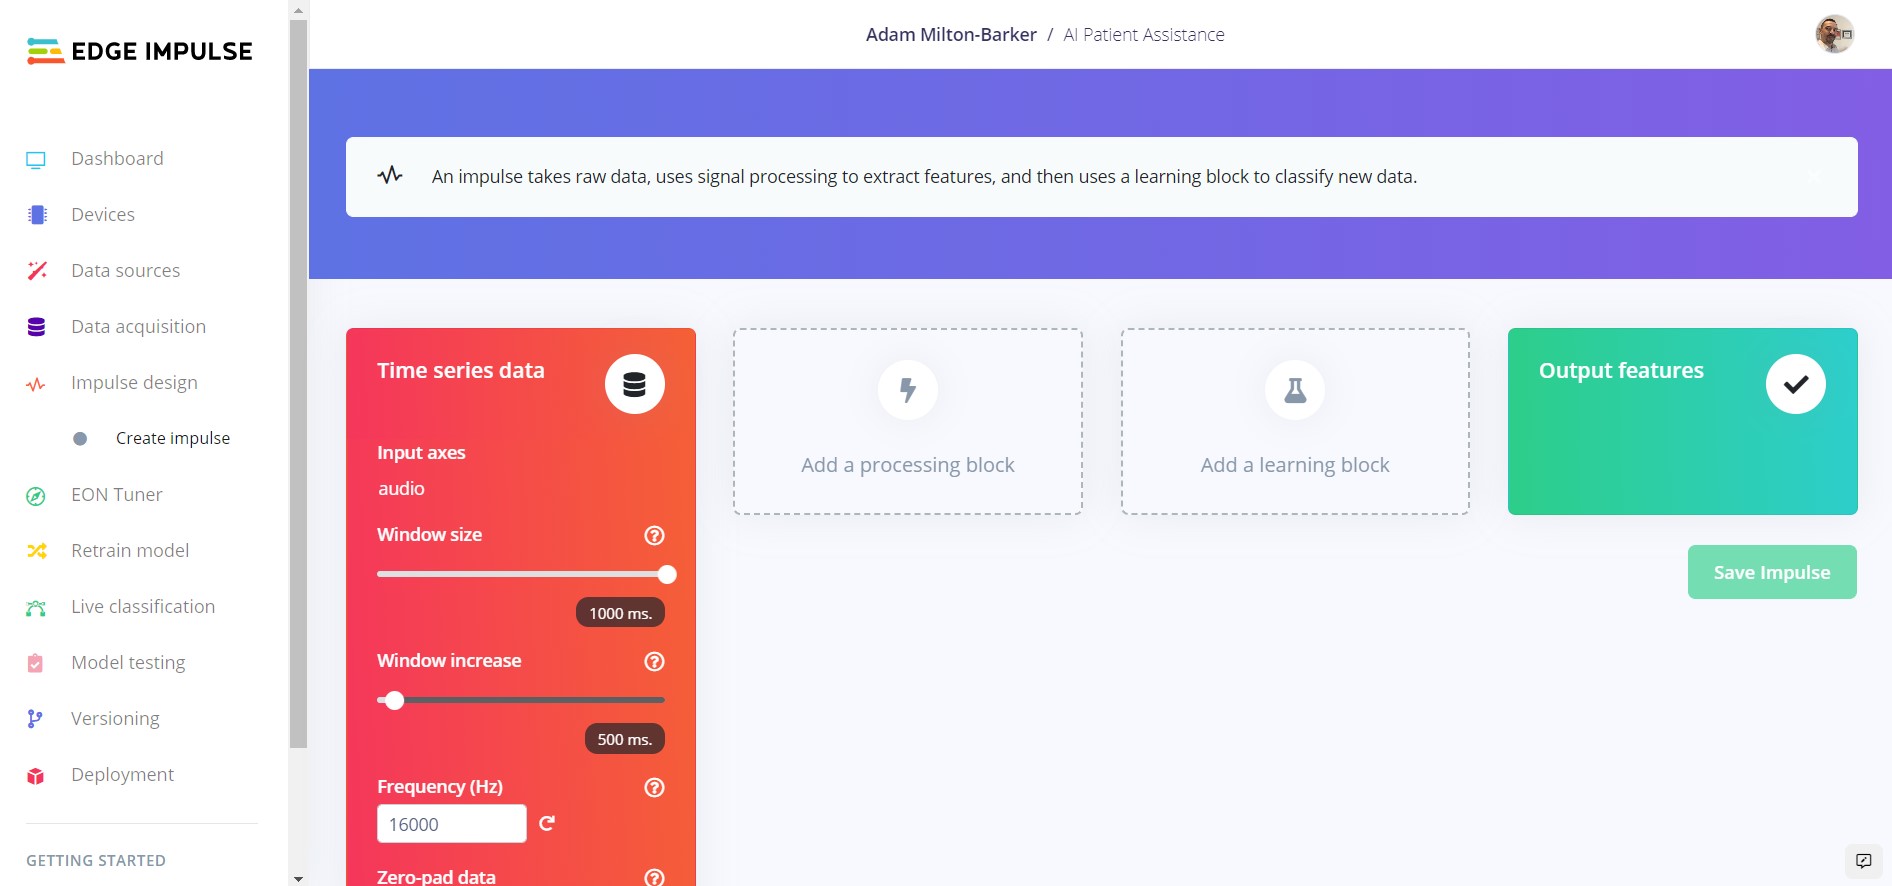 EDGE IMPULSE
Adam Milton-Barker / AI Patient Assistance
Dashboard
Devices
Data sources
Data acquisition
Impulse design
Create impulse
EON Tuner
Retrain model
Live classification
Model testing
Versioning
Deployment
GETTING STARTED
An impulse takes raw data, uses signal processing to extract features, and then uses a learning block to classify new data.
Time series data
Input axes
audio
Window size
1000 ms.
Window increase
500 ms.
Frequency (Hz)
16000
Zero-pad data
Add a processing block
Add a learning block
Output features
Save Impulse